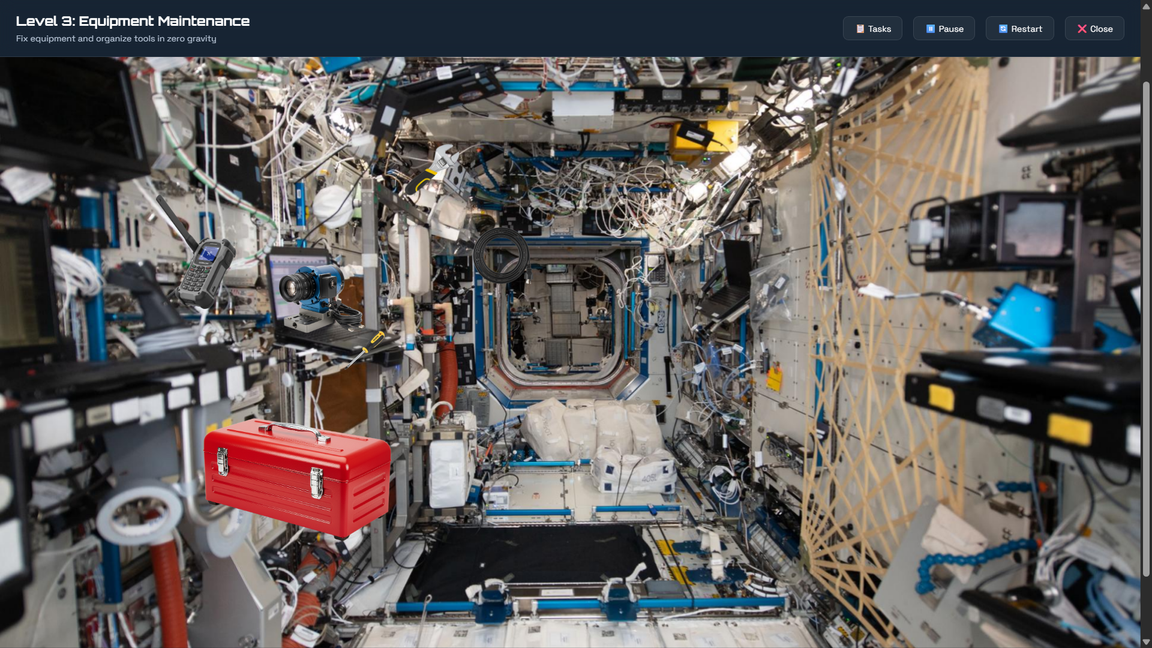 Level 3: Equipment Maintenance
Fix equipment and organize tools in zero gravity
Tasks
Pause
Restart
Close